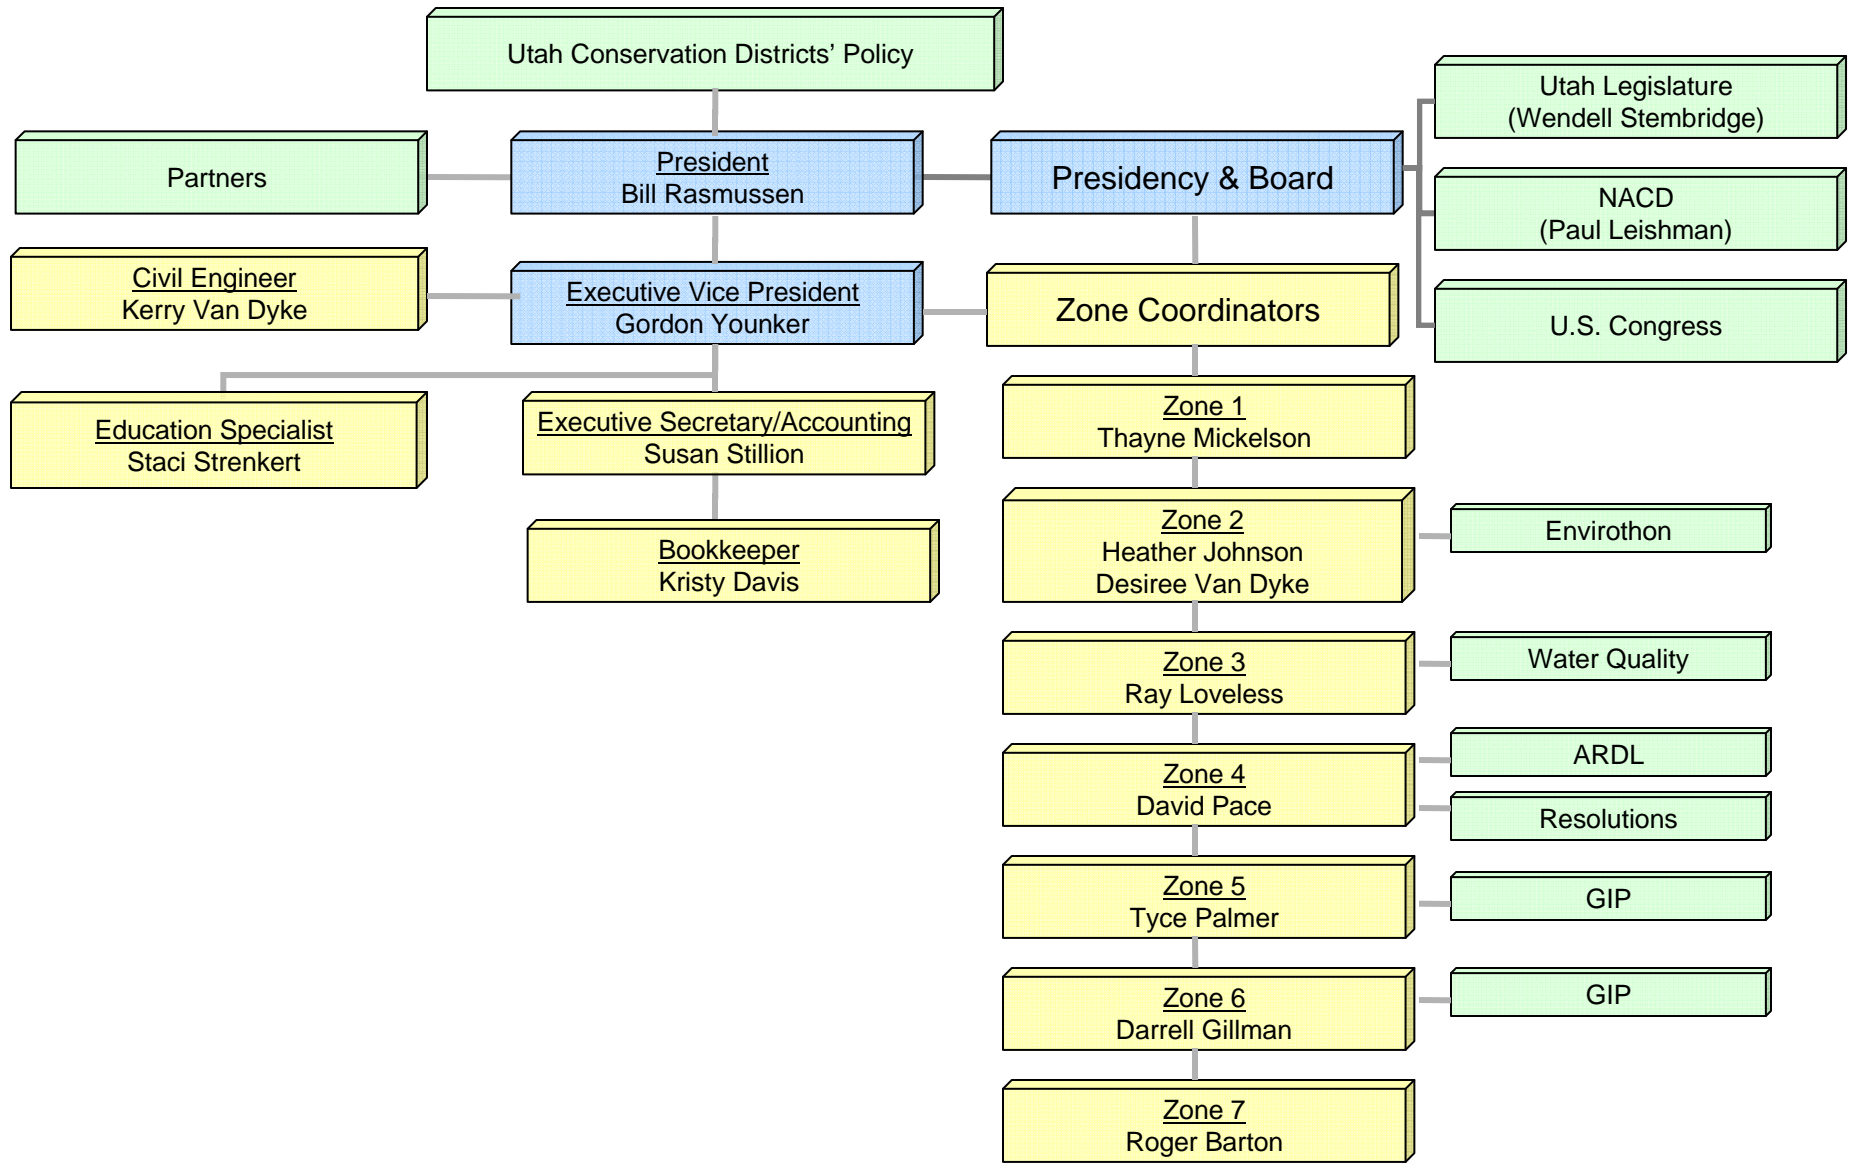 Utah Conservation Districts’ Policy
Partners
President
Bill Rasmussen
Presidency & Board
Utah Legislature
(Wendell Stembridge)
NACD
(Paul Leishman)
U.S. Congress
Civil Engineer
Kerry Van Dyke
Executive Vice President
Gordon Younker
Zone Coordinators
Education Specialist
Staci Strenkert
Executive Secretary/Accounting
Susan Stillion
Bookkeeper
Kristy Davis
Zone 1
Thayne Mickelson
Zone 2
Heather Johnson
Desiree Van Dyke
Envirothon
Zone 3
Ray Loveless
Water Quality
Zone 4
David Pace
ARDL
Resolutions
Zone 5
Tyce Palmer
GIP
Zone 6
Darrell Gillman
GIP
Zone 7
Roger Barton